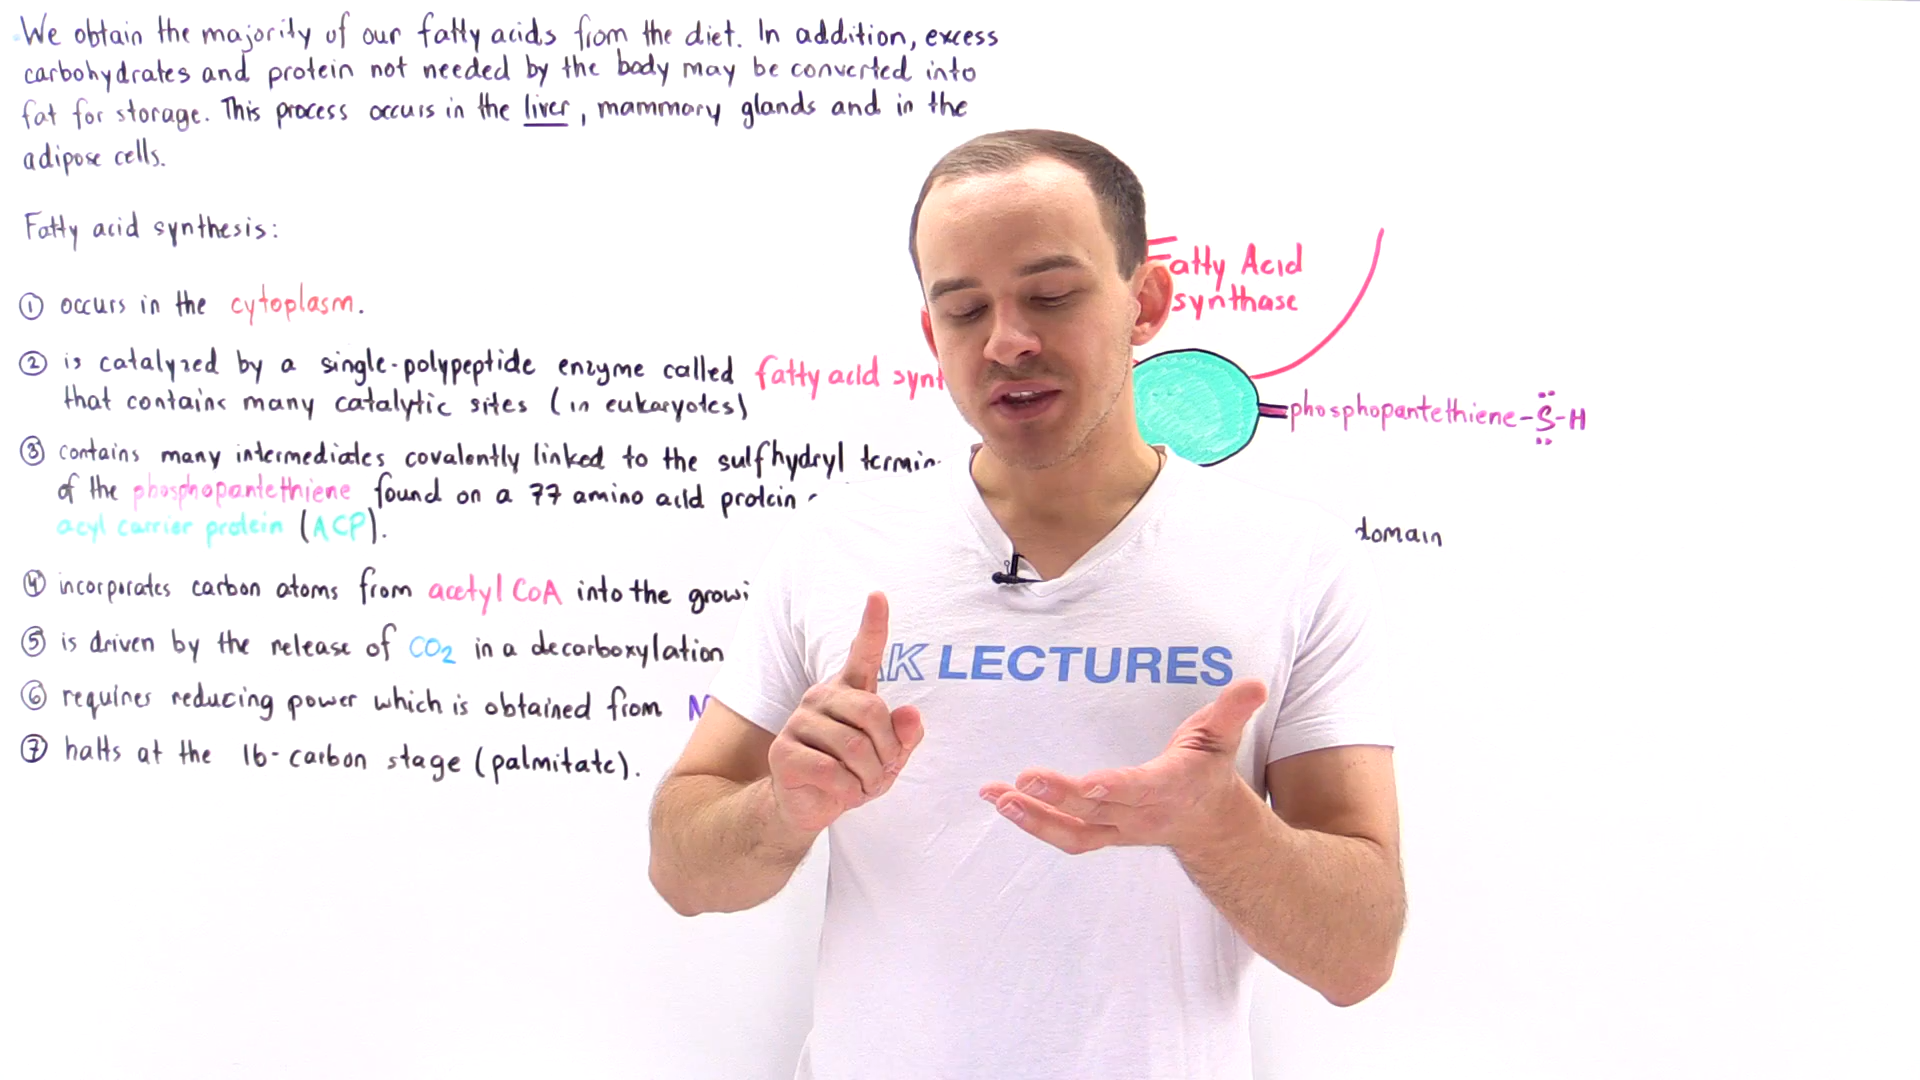 We obtain the majority of our fatty acids from the diet. In addition, excess
carbohydrates and protein not needed by the body may be converted into
fat for storage. This process occurs in the liver, mammary glands and in the
adipose cells.
Fatty acid synthesis:
① occurs in the cytoplasm.
② is catalyzed by a single-polypeptide enzyme called fatty acid synt
that contains many catalytic sites (in eukaryotes)
③ contains many intermediates covalently linked to the sulfhydryl termin
of the phosphopantethiene found on a 77 amino acid protein
acyl carrier protein (ACP).
④ incorporates carbon atoms from acetyl CoA into the growi
⑤ is driven by the release of CO2 in a decarboxylation
⑥ requires reducing power which is obtained from N
⑦ halts at the 16-carbon stage (palmitate).
Fatty Acid
synthase
phosphopantethiene-S-H
domain
AK LECTURES